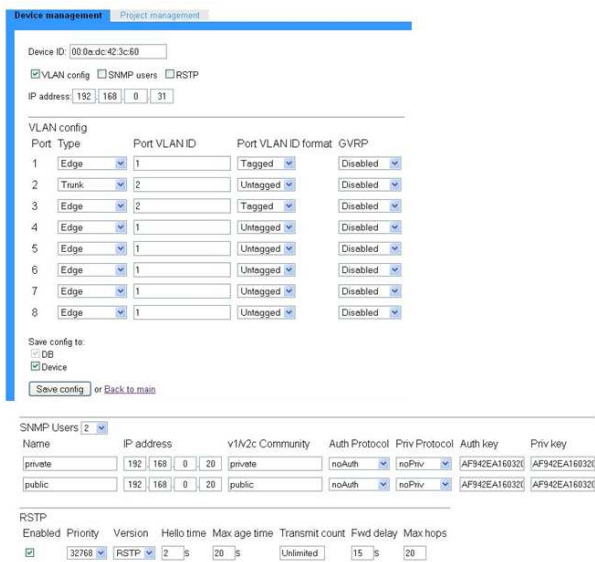 Device management Project management
Device ID: 00:0a:dc:42:3c:60
VLAN config SNMP users RSTP
IP address: 192 168 0 31
VLAN config
Port Type Port VLAN ID Port VLAN ID format GVRP
1 Edge 1 Tagged Disabled
2 Trunk 2 Untagged Disabled
3 Edge 2 Tagged Disabled
4 Edge 1 Untagged Disabled
5 Edge 1 Untagged Disabled
6 Edge 1 Untagged Disabled
7 Edge 1 Untagged Disabled
8 Edge 1 Untagged Disabled
Save config to:
DB
Device
Save config or Back to main
SNMP Users 2
Name IP address v1/v2c Community Auth Protocol Priv Protocol Auth key Priv key
private 192 168 0 20 private noAuth noPriv AF942EA160320 AF942EA160320
public 192 168 0 20 public noAuth noPriv AF942EA160320 AF942EA160320
RSTP
Enabled Priority Version Hello time Max age time Transmit count Fwd delay Max hops
32768 RSTP 2 s 20 s Unlimited 15 s 20